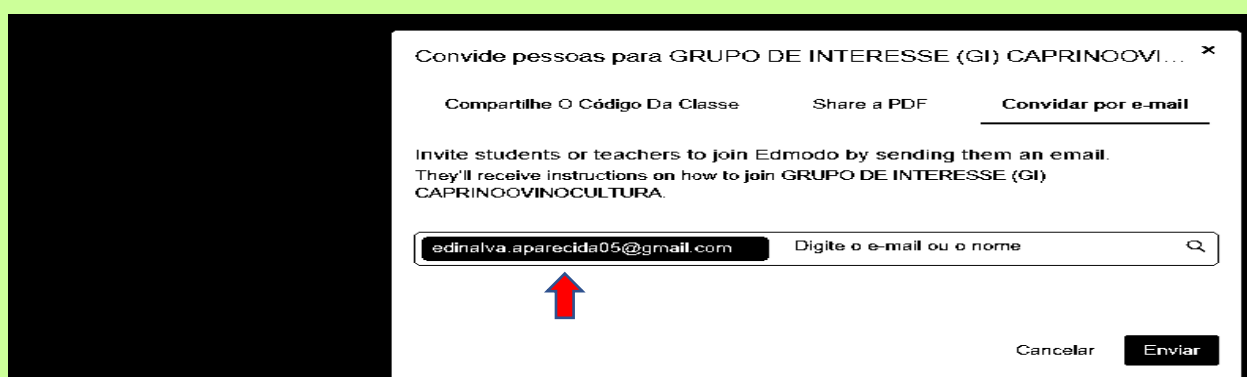 Convide pessoas para GRUPO DE INTERESSE (GI) CAPRINOOVI... ×
Compartilhe O Código Da Classe Share a PDF Convidar por e-mail
Invite students or teachers to join Edmodo by sending them an email.
They'll receive instructions on how to join GRUPO DE INTERESSE (GI)
CAPRINOOVINOCULTURA.
edinalva.aparecida05@gmail.com Digite o e-mail ou o nome
Cancelar Enviar